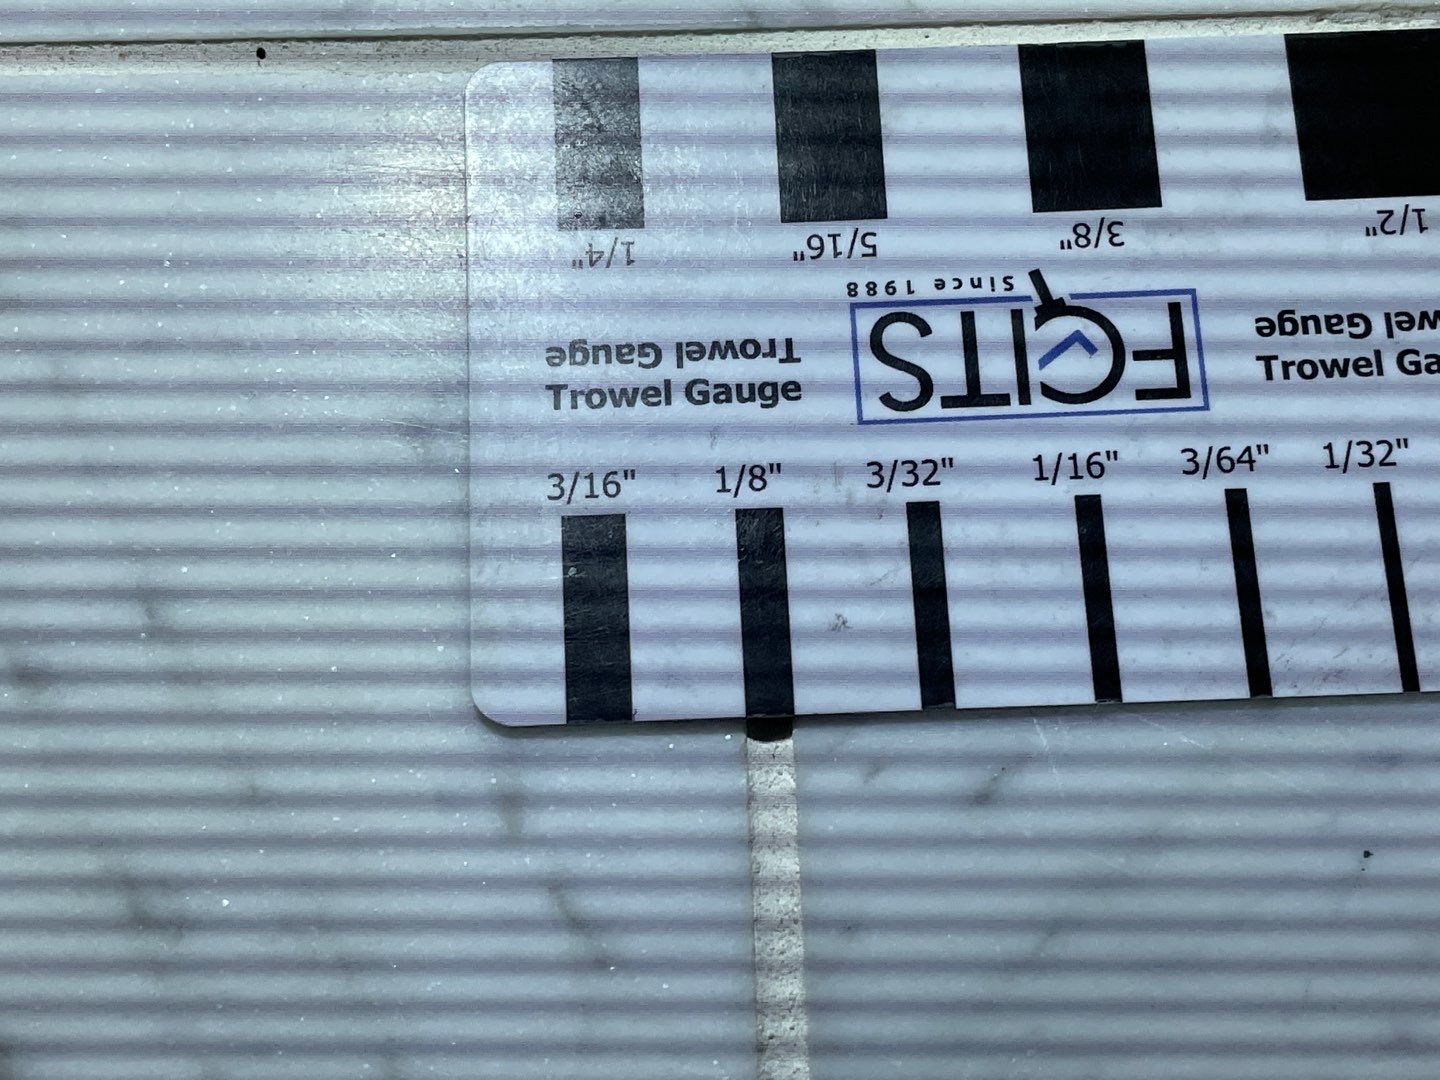 1/4" 5/16" 3/8" 1/2"
Since 1988
FCITS
Trowel Gauge
Trowel Gauge
wel Gauge
Trowel Ga
3/16" 1/8" 3/32" 1/16" 3/64" 1/32"